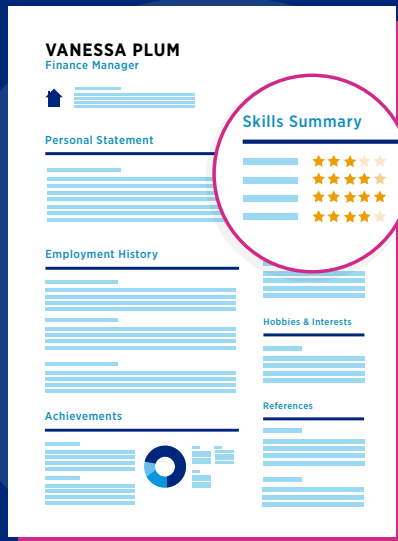 VANESSA PLUM
Finance Manager
Personal Statement
Skills Summary
Employment History
Hobbies & Interests
Achievements
References